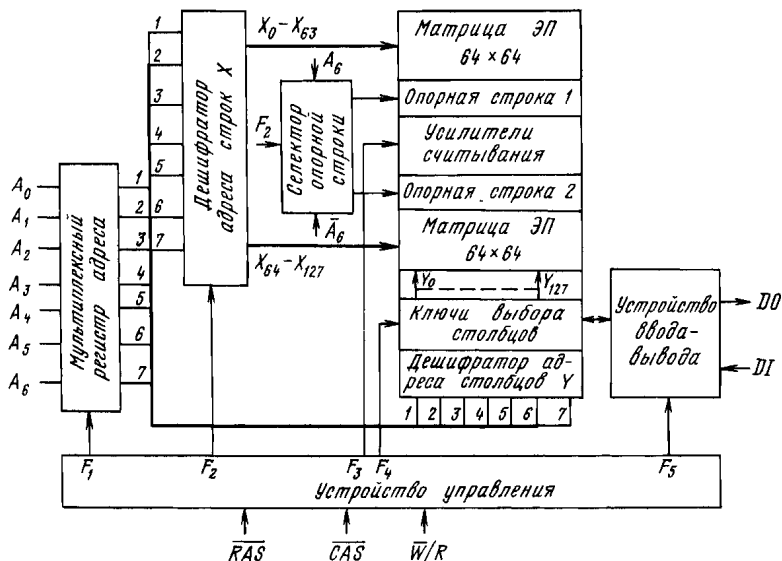 1
2
3
4
5
6
7
Дешифратор
адреса строк X
X₀–X₆₃
X₆₄–X₁₂₇
A₆
F₂
Селектор
опорной
строки
A̅₆
Матрица ЭП
64×64
Опорная строка 1
Усилители
считывания
Опорная строка 2
Матрица ЭП
64×64
Y₀
Y₁₂₇
Ключи выбора
столбцов
Дешифратор ад-
реса столбцов Y
1 2 3 4 5 6 7
A₀
A₁
A₂
A₃
A₄
A₅
A₆
Мультиплексный
регистр адреса
1
2
3
4
5
6
7
Устройство
ввода-
вывода
DO
DI
F₁
F₂
F₃
F₄
F₅
Устройство управления
R̅A̅S̅
C̅A̅S̅
W̅/R